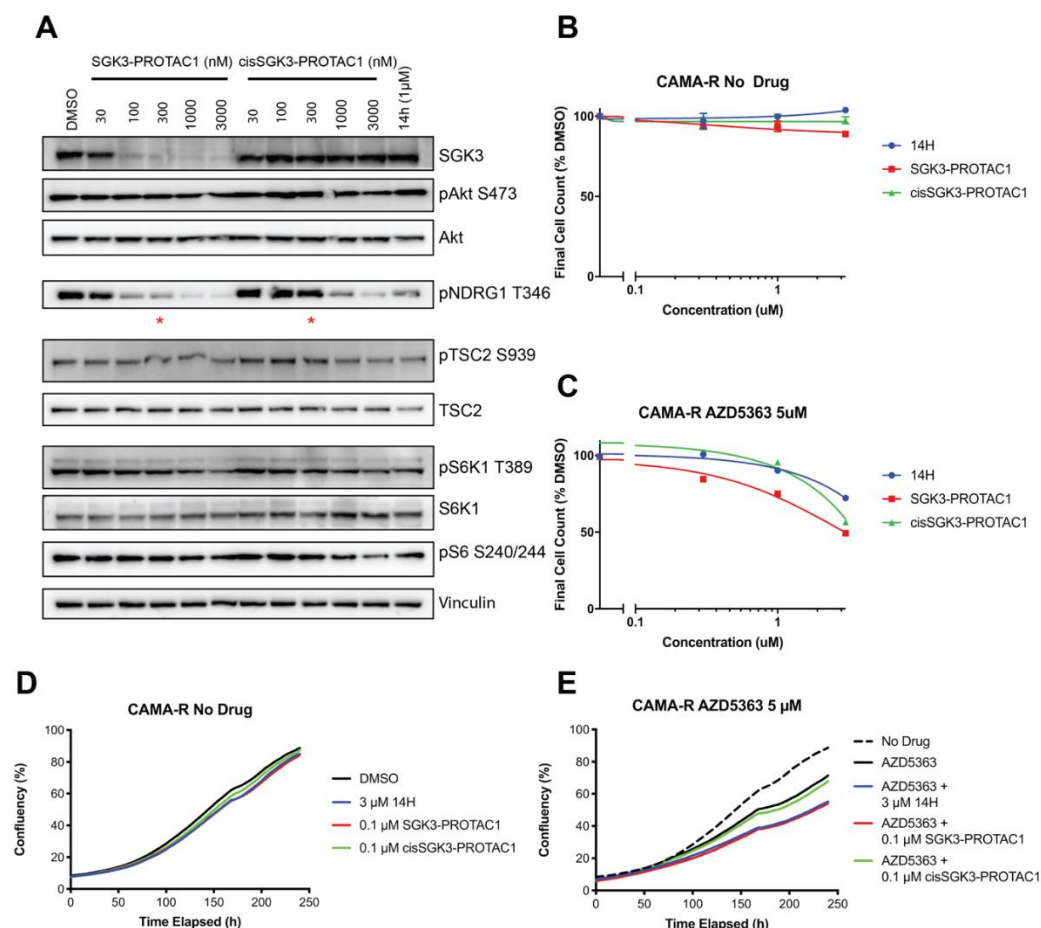 A
SGK3-PROTAC1 (nM) cisSGK3-PROTAC1 (nM)
DMSO 30 100 300 1000 3000 30 100 300 1000 3000 14h (1μM)
SGK3
pAkt S473
Akt
pNDRG1 T346
* *
pTSC2 S939
TSC2
pS6K1 T389
S6K1
pS6 S240/244
Vinculin
B
CAMA-R No Drug
Final Cell Count (% DMSO)
100
50
0
0.1 1
Concentration (uM)
14H
SGK3-PROTAC1
cisSGK3-PROTAC1
C
CAMA-R AZD5363 5uM
Final Cell Count (% DMSO)
100
50
0
0.1 1
Concentration (uM)
14H
SGK3-PROTAC1
cisSGK3-PROTAC1
D
CAMA-R No Drug
Confluency (%)
100
80
60
40
20
0
0 50 100 150 200 250
Time Elapsed (h)
DMSO
3 μM 14H
0.1 μM SGK3-PROTAC1
0.1 μM cisSGK3-PROTAC1
E
CAMA-R AZD5363 5 μM
Confluency (%)
100
80
60
40
20
0
0 50 100 150 200 250
Time Elapsed (h)
No Drug
AZD5363
AZD5363 +
3 μM 14H
AZD5363 +
0.1 μM SGK3-PROTAC1
AZD5363 +
0.1 μM cisSGK3-PROTAC1